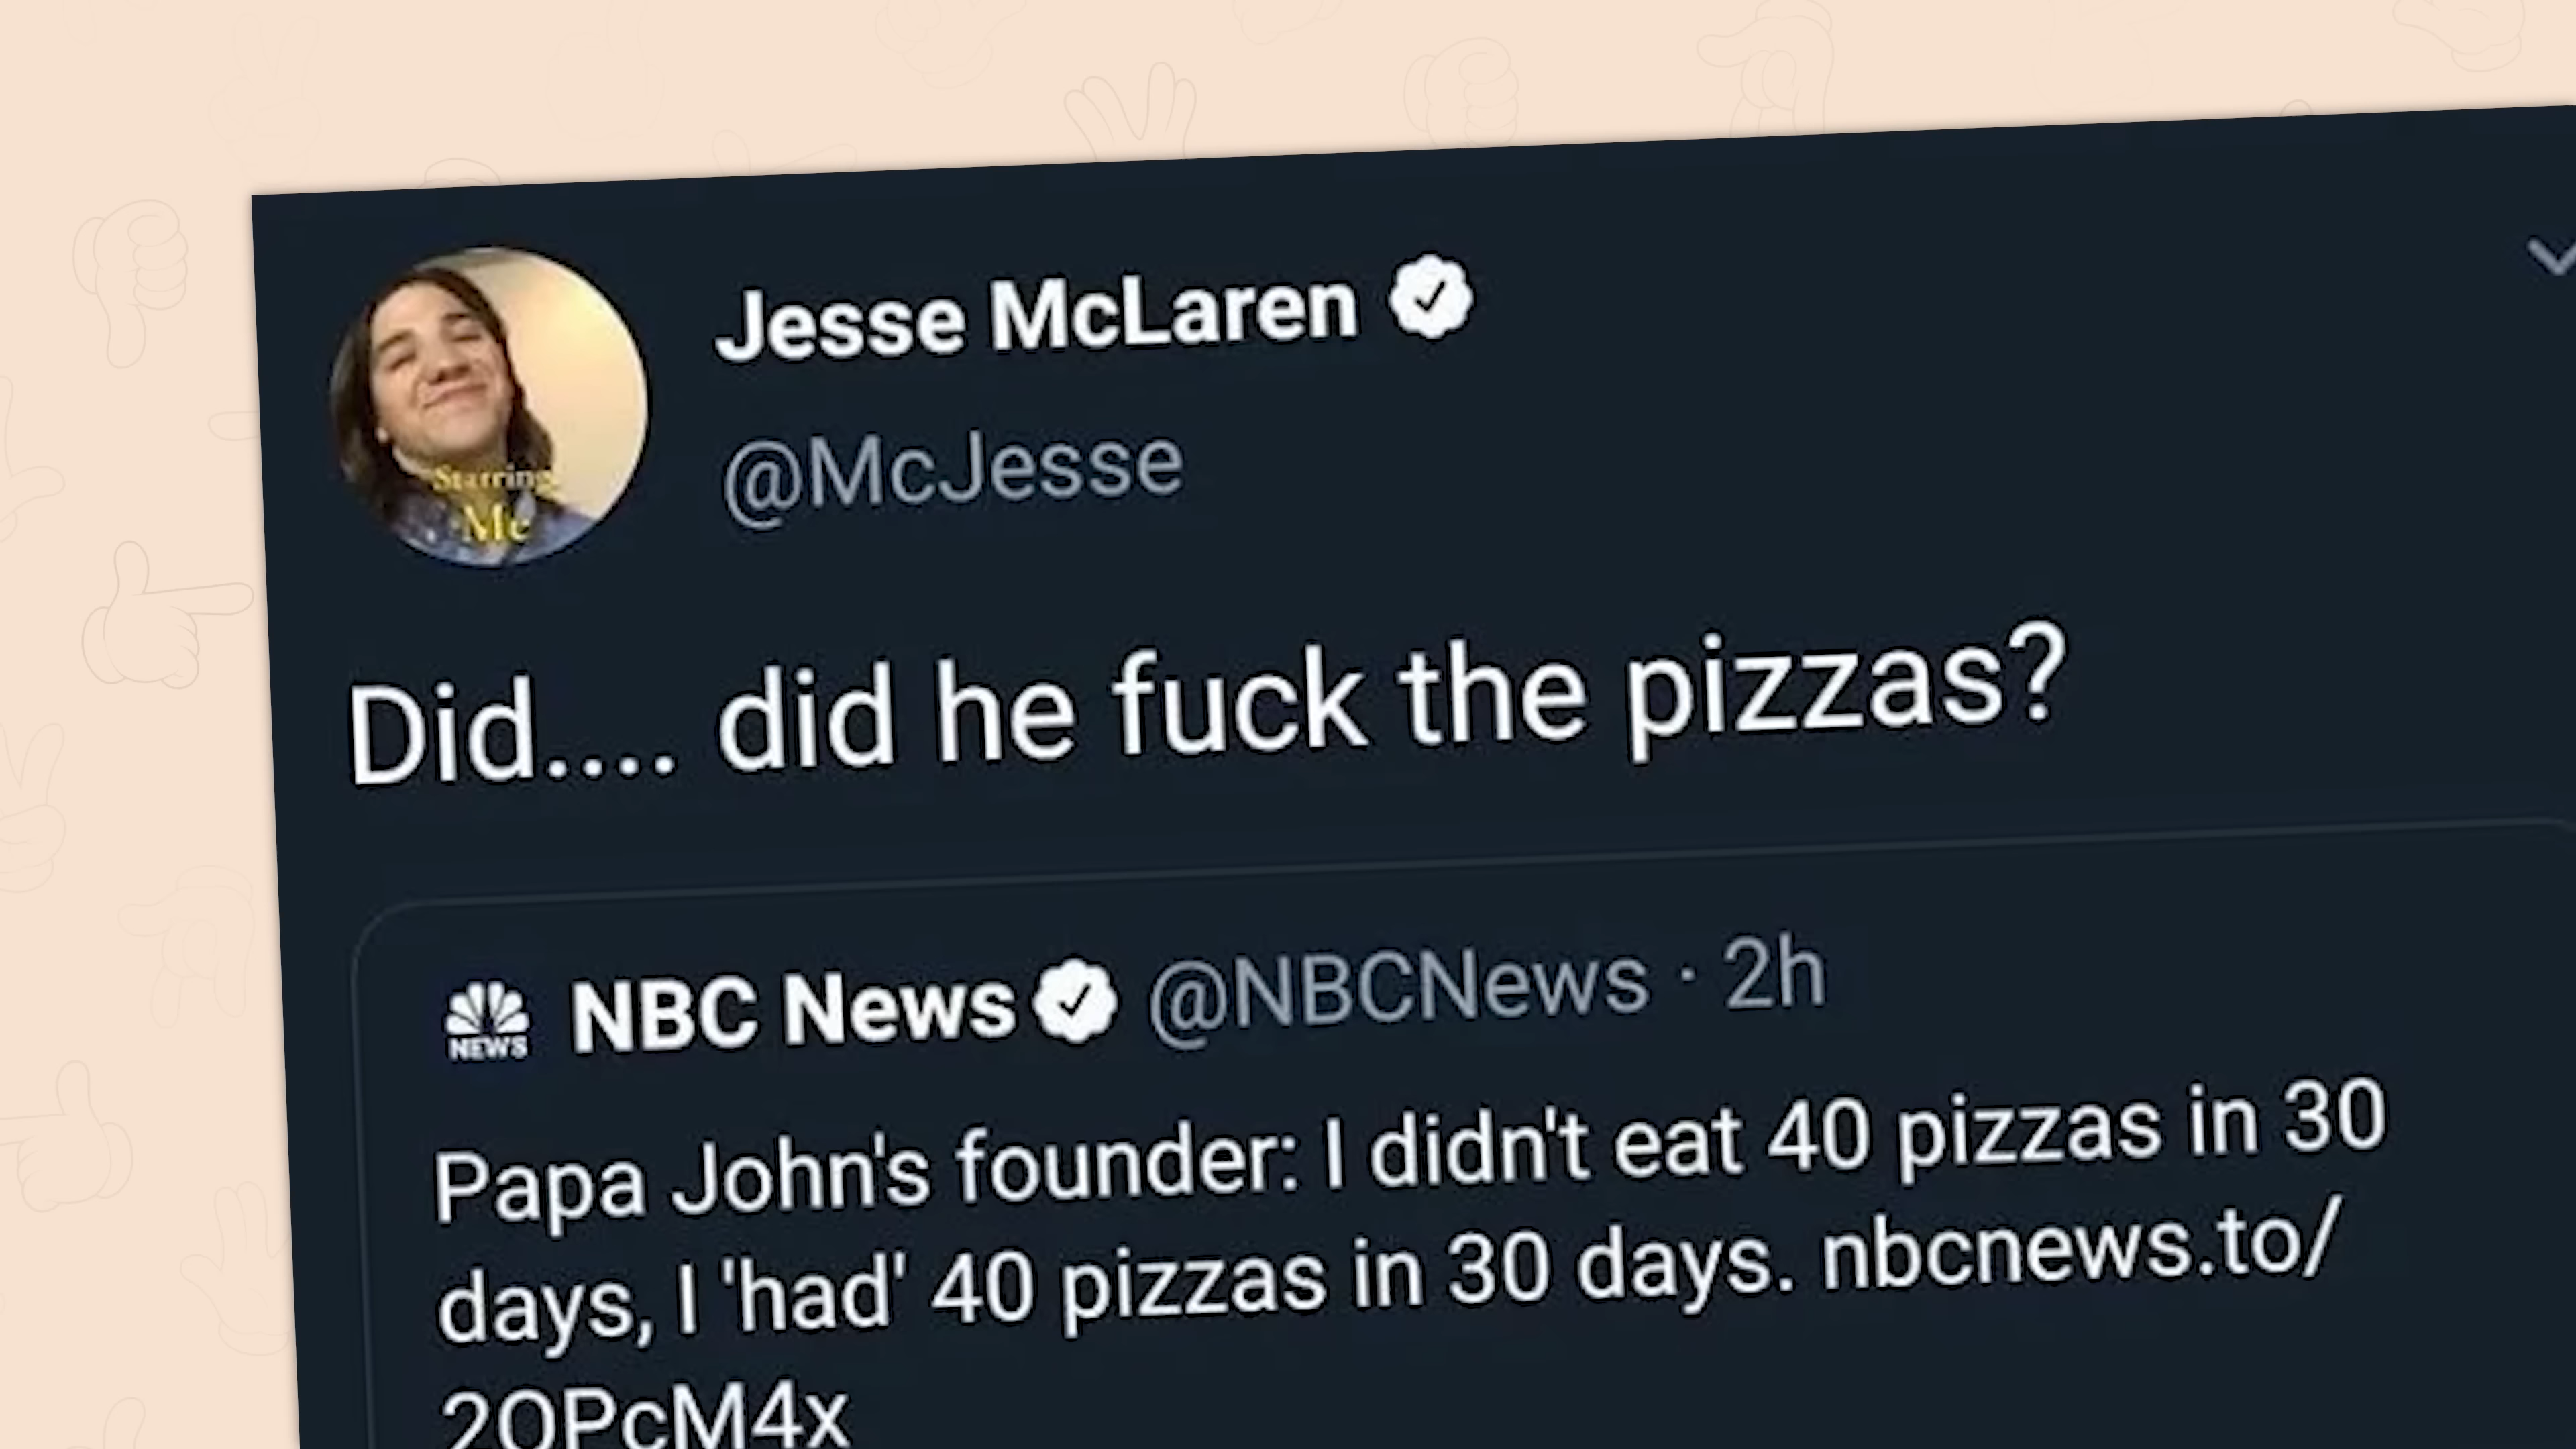 Jesse McLaren
@McJesse
Starring
Me
Did.... did he fuck the pizzas?
NEWS
NBC News @NBCNews · 2h
Papa John's founder: I didn't eat 40 pizzas in 30
days, I 'had' 40 pizzas in 30 days. nbcnews.to/
2OPcM4x